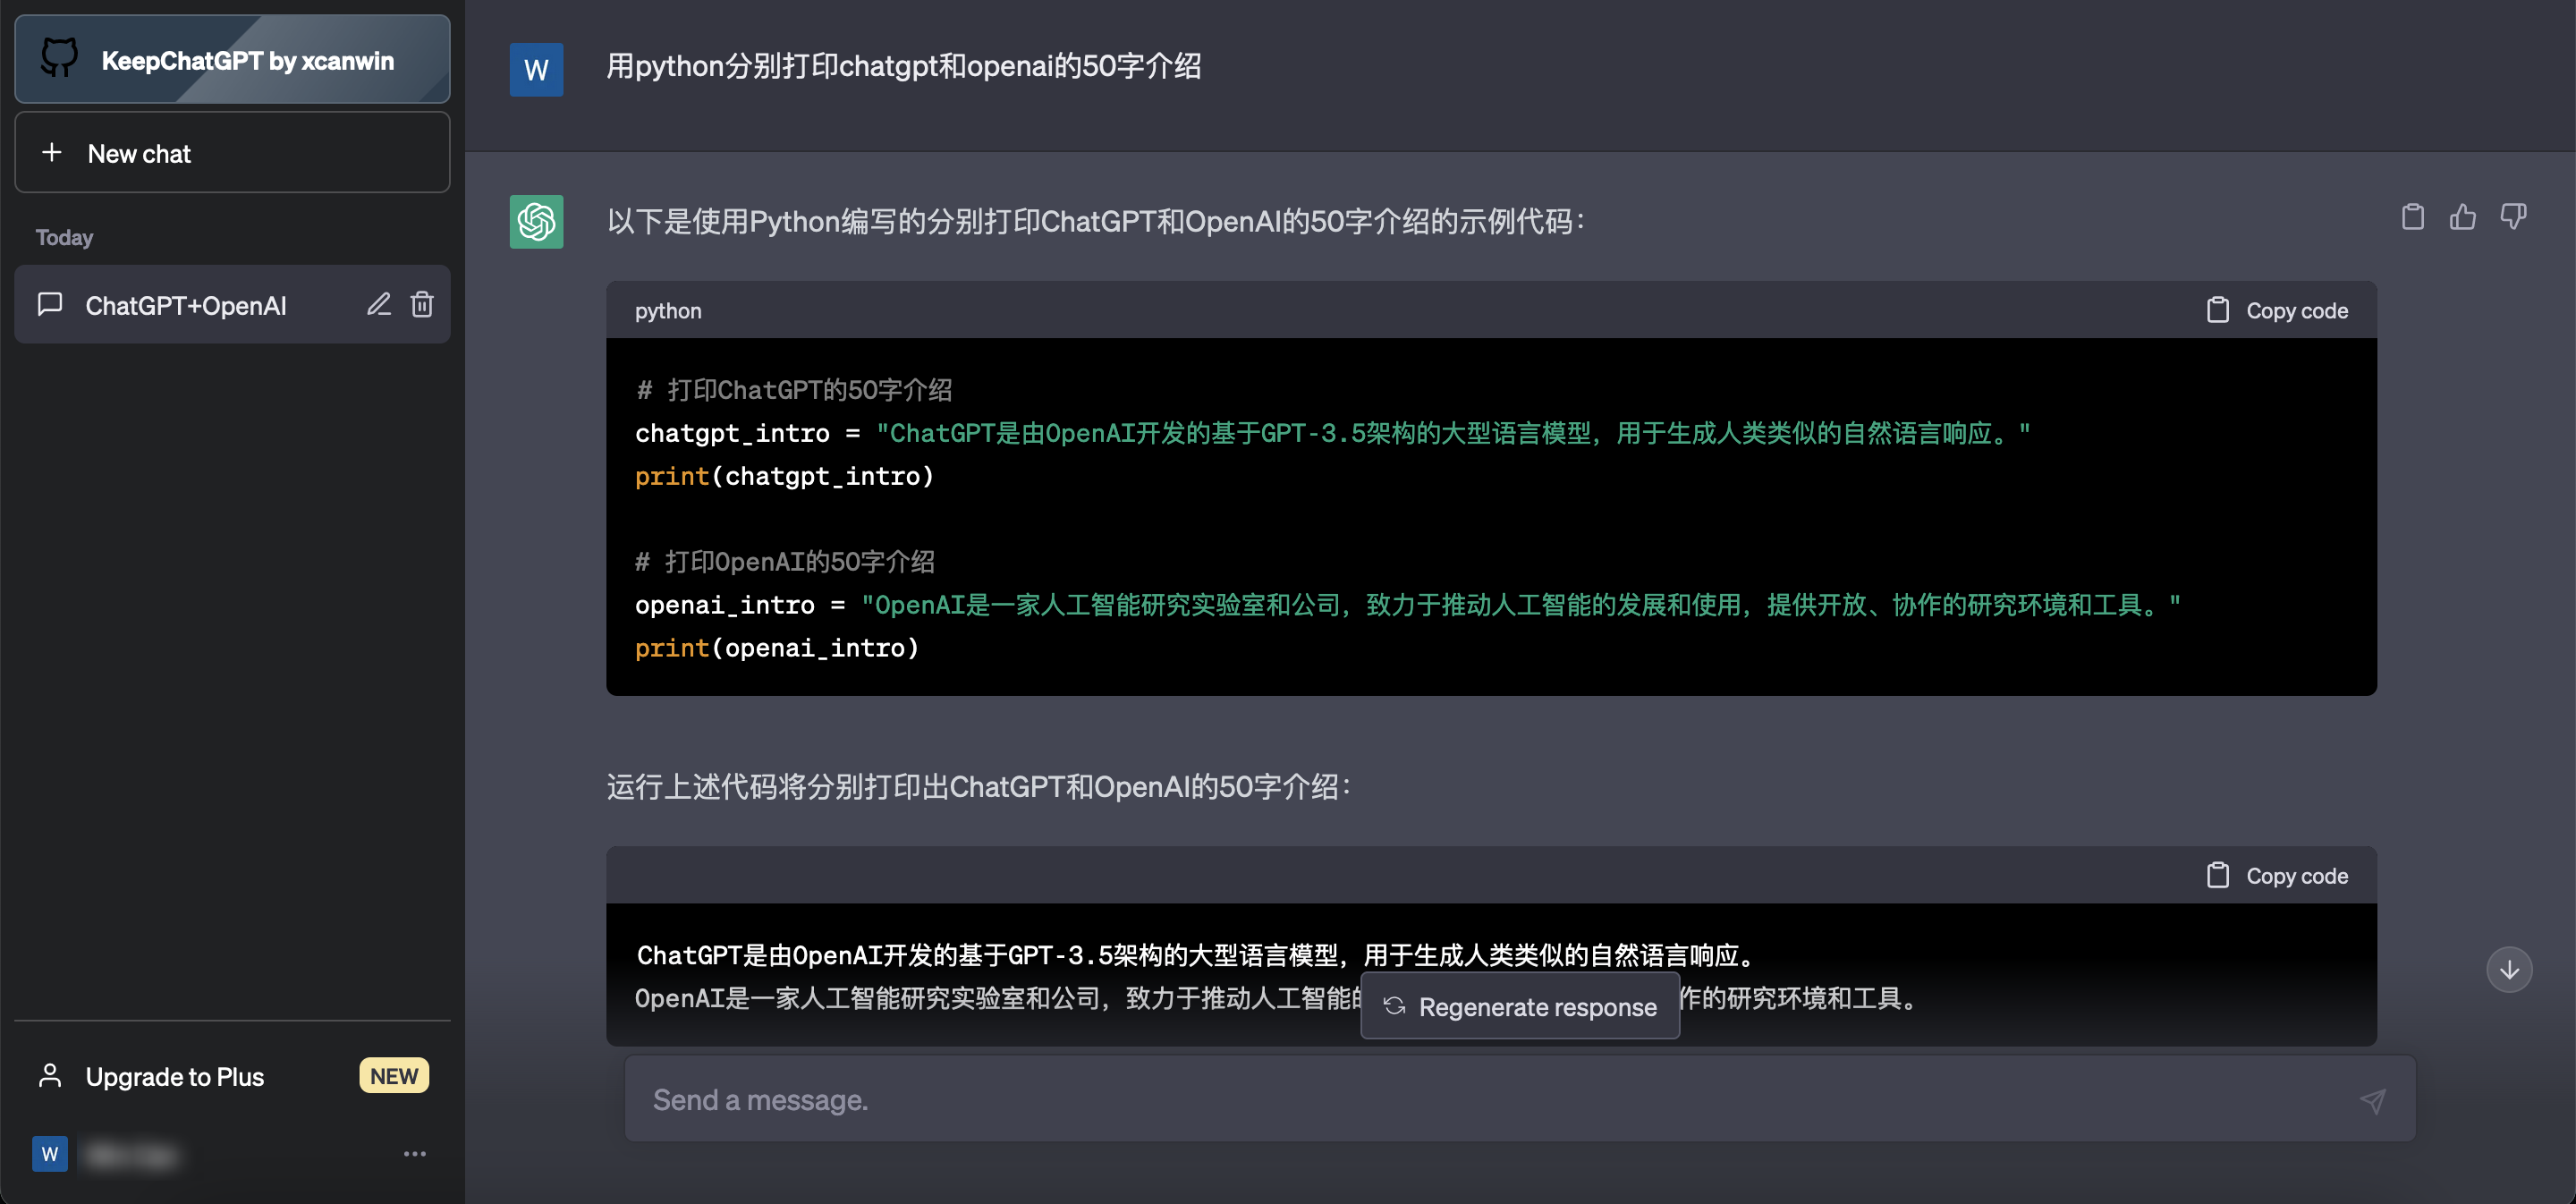 KeepChatGPT by xcanwin
New chat
Today
ChatGPT+OpenAI
Upgrade to Plus
NEW
W
W
用python分别打印chatgpt和openai的50字介绍
以下是使用Python编写的分别打印ChatGPT和OpenAI的50字介绍的示例代码：
python
Copy code
# 打印ChatGPT的50字介绍
chatgpt_intro = "ChatGPT是由OpenAI开发的基于GPT-3.5架构的大型语言模型，用于生成人类类似的自然语言响应。"
print(chatgpt_intro)
# 打印OpenAI的50字介绍
openai_intro = "OpenAI是一家人工智能研究实验室和公司，致力于推动人工智能的发展和使用，提供开放、协作的研究环境和工具。"
print(openai_intro)
运行上述代码将分别打印出ChatGPT和OpenAI的50字介绍：
Copy code
ChatGPT是由OpenAI开发的基于GPT-3.5架构的大型语言模型，用于生成人类类似的自然语言响应。
OpenAI是一家人工智能研究实验室和公司，致力于推动人工智能 作的研究环境和工具。
Regenerate response
Send a message.